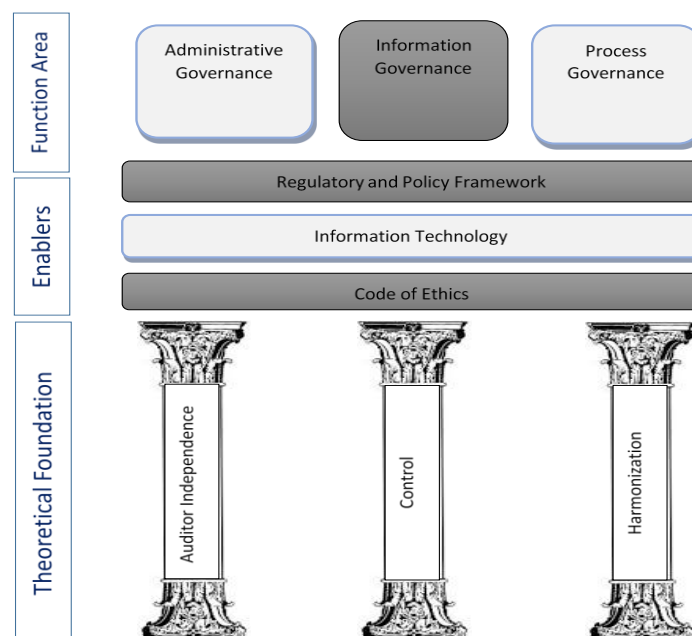 Function Area
Administrative
Governance
Information
Governance
Process
Governance
Enablers
Regulatory and Policy Framework
Information Technology
Code of Ethics
Theoretical Foundation
Auditor Independence
Control
Harmonization